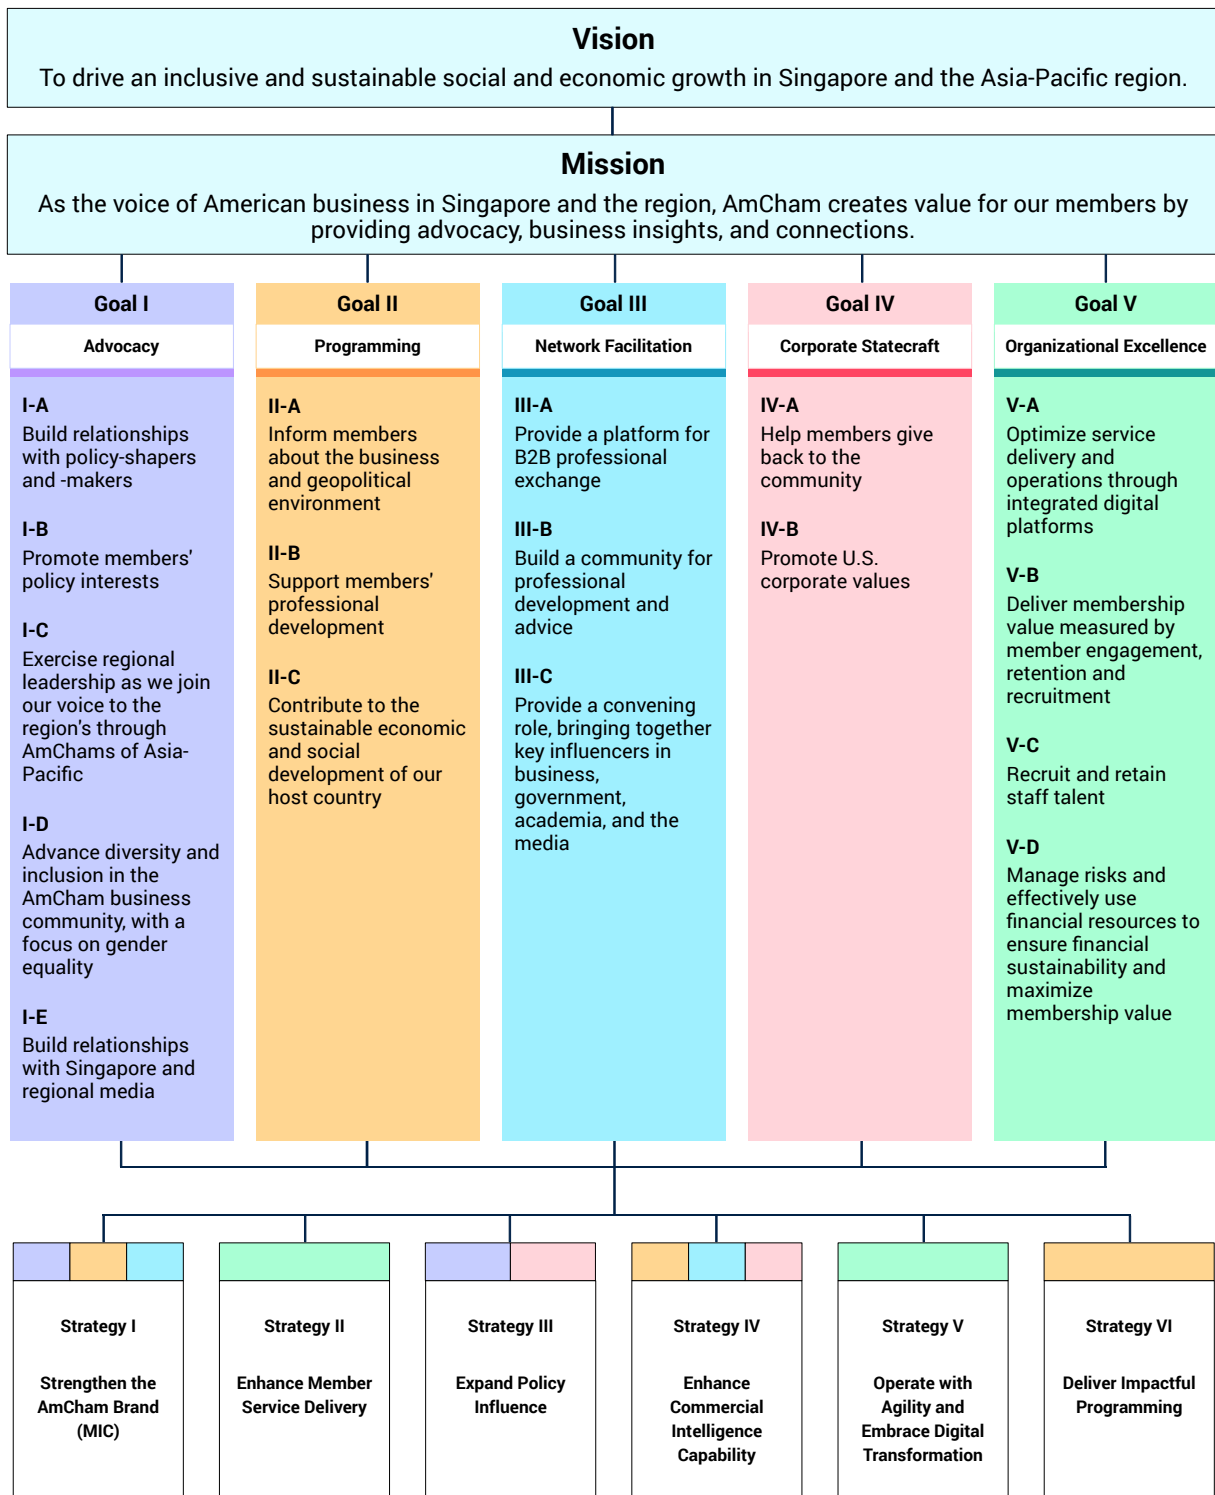 Vision
To drive an inclusive and sustainable social and economic growth in Singapore and the Asia-Pacific region.
Mission
As the voice of American business in Singapore and the region, AmCham creates value for our members by
providing advocacy, business insights, and connections.
Goal I
Advocacy
I-A
Build relationships
with policy-shapers
and -makers
I-B
Promote members'
policy interests
I-C
Exercise regional
leadership as we join
our voice to the
region's through
AmChams of Asia-
Pacific
I-D
Advance diversity and
inclusion in the
AmCham business
community, with a
focus on gender
equality
I-E
Build relationships
with Singapore and
regional media
Goal II
Programming
II-A
Inform members
about the business
and geopolitical
environment
II-B
Support members'
professional
development
II-C
Contribute to the
sustainable economic
and social
development of our
host country
Goal III
Network Facilitation
III-A
Provide a platform for
B2B professional
exchange
III-B
Build a community for
professional
development and
advice
III-C
Provide a convening
role, bringing together
key influencers in
business,
government,
academia, and the
media
Goal IV
Corporate Statecraft
IV-A
Help members give
back to the
community
IV-B
Promote U.S.
corporate values
Goal V
Organizational Excellence
V-A
Optimize service
delivery and
operations through
integrated digital
platforms
V-B
Deliver membership
value measured by
member engagement,
retention and
recruitment
V-C
Recruit and retain
staff talent
V-D
Manage risks and
effectively use
financial resources to
ensure financial
sustainability and
maximize
membership value
Strategy I
Strengthen the
AmCham Brand
(MIC)
Strategy II
Enhance Member
Service Delivery
Strategy III
Expand Policy
Influence
Strategy IV
Enhance
Commercial
Intelligence
Capability
Strategy V
Operate with
Agility and
Embrace Digital
Transformation
Strategy VI
Deliver Impactful
Programming